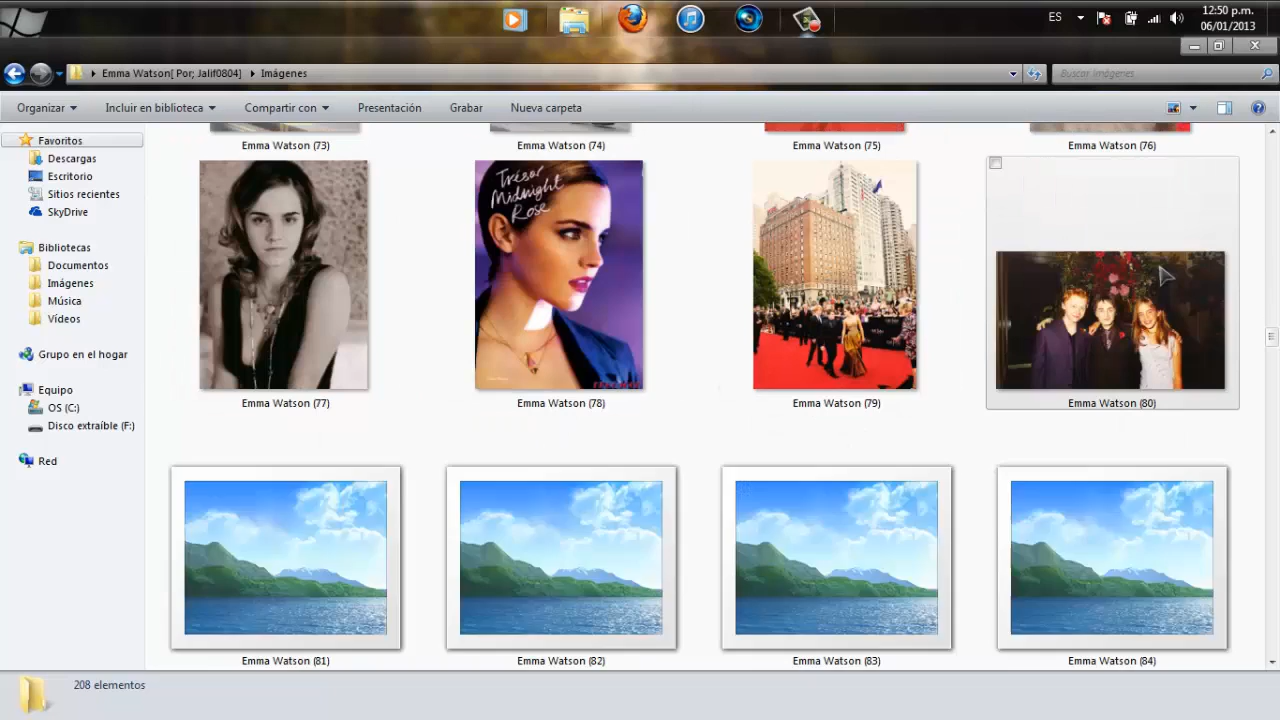 ES
12:50 p.m.
06/01/2013
Emma Watson[ Por; Jalif0804] Imágenes
Buscar Imágenes
Organizar Incluir en biblioteca Compartir con Presentación Grabar Nueva carpeta
Favoritos
Descargas
Escritorio
Sitios recientes
SkyDrive
Bibliotecas
Documentos
Imágenes
Música
Vídeos
Grupo en el hogar
Equipo
OS (C:)
Disco extraíble (F:)
Red
Emma Watson (73) Emma Watson (74) Emma Watson (75) Emma Watson (76)
Trésor
Midnight
Rose
Emma Watson (77) Emma Watson (78) Emma Watson (79) Emma Watson (80)
Emma Watson (81) Emma Watson (82) Emma Watson (83) Emma Watson (84)
208 elementos